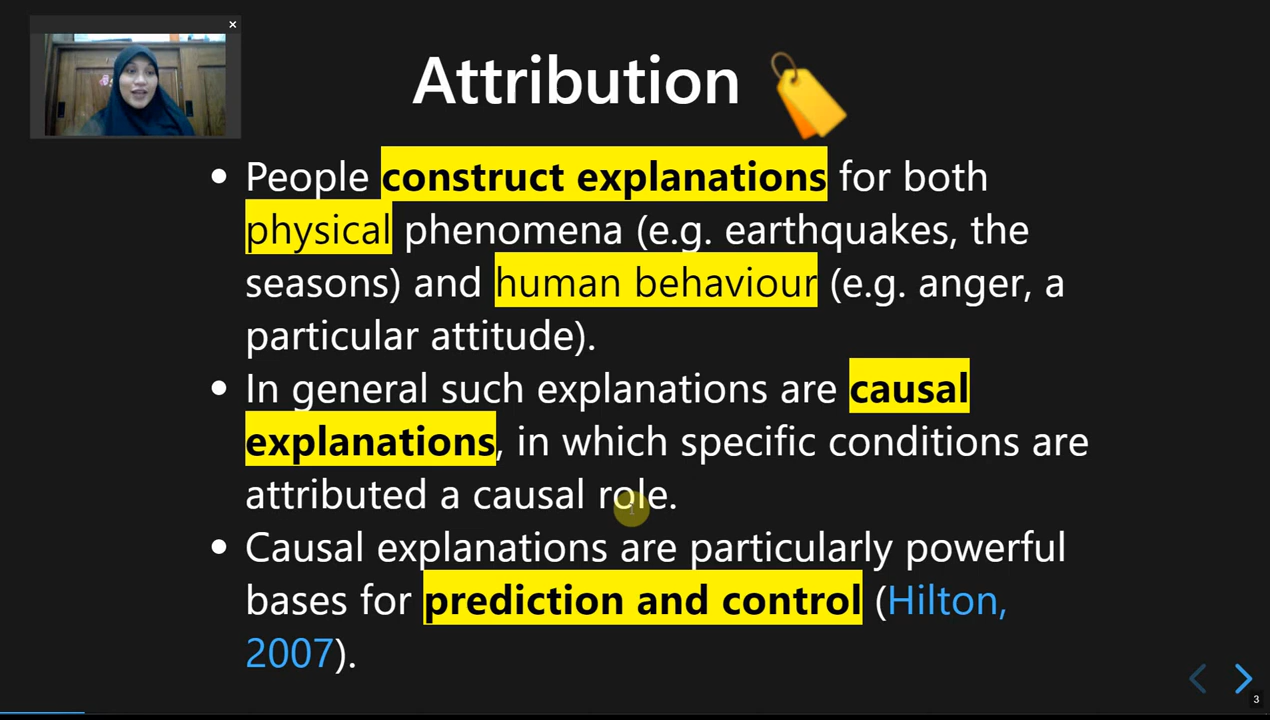 Attribution
People construct explanations for both
physical phenomena (e.g. earthquakes, the
seasons) and human behaviour (e.g. anger, a
particular attitude).
In general such explanations are causal
explanations, in which specific conditions are
attributed a causal role.
Causal explanations are particularly powerful
bases for prediction and control (Hilton,
2007).
3